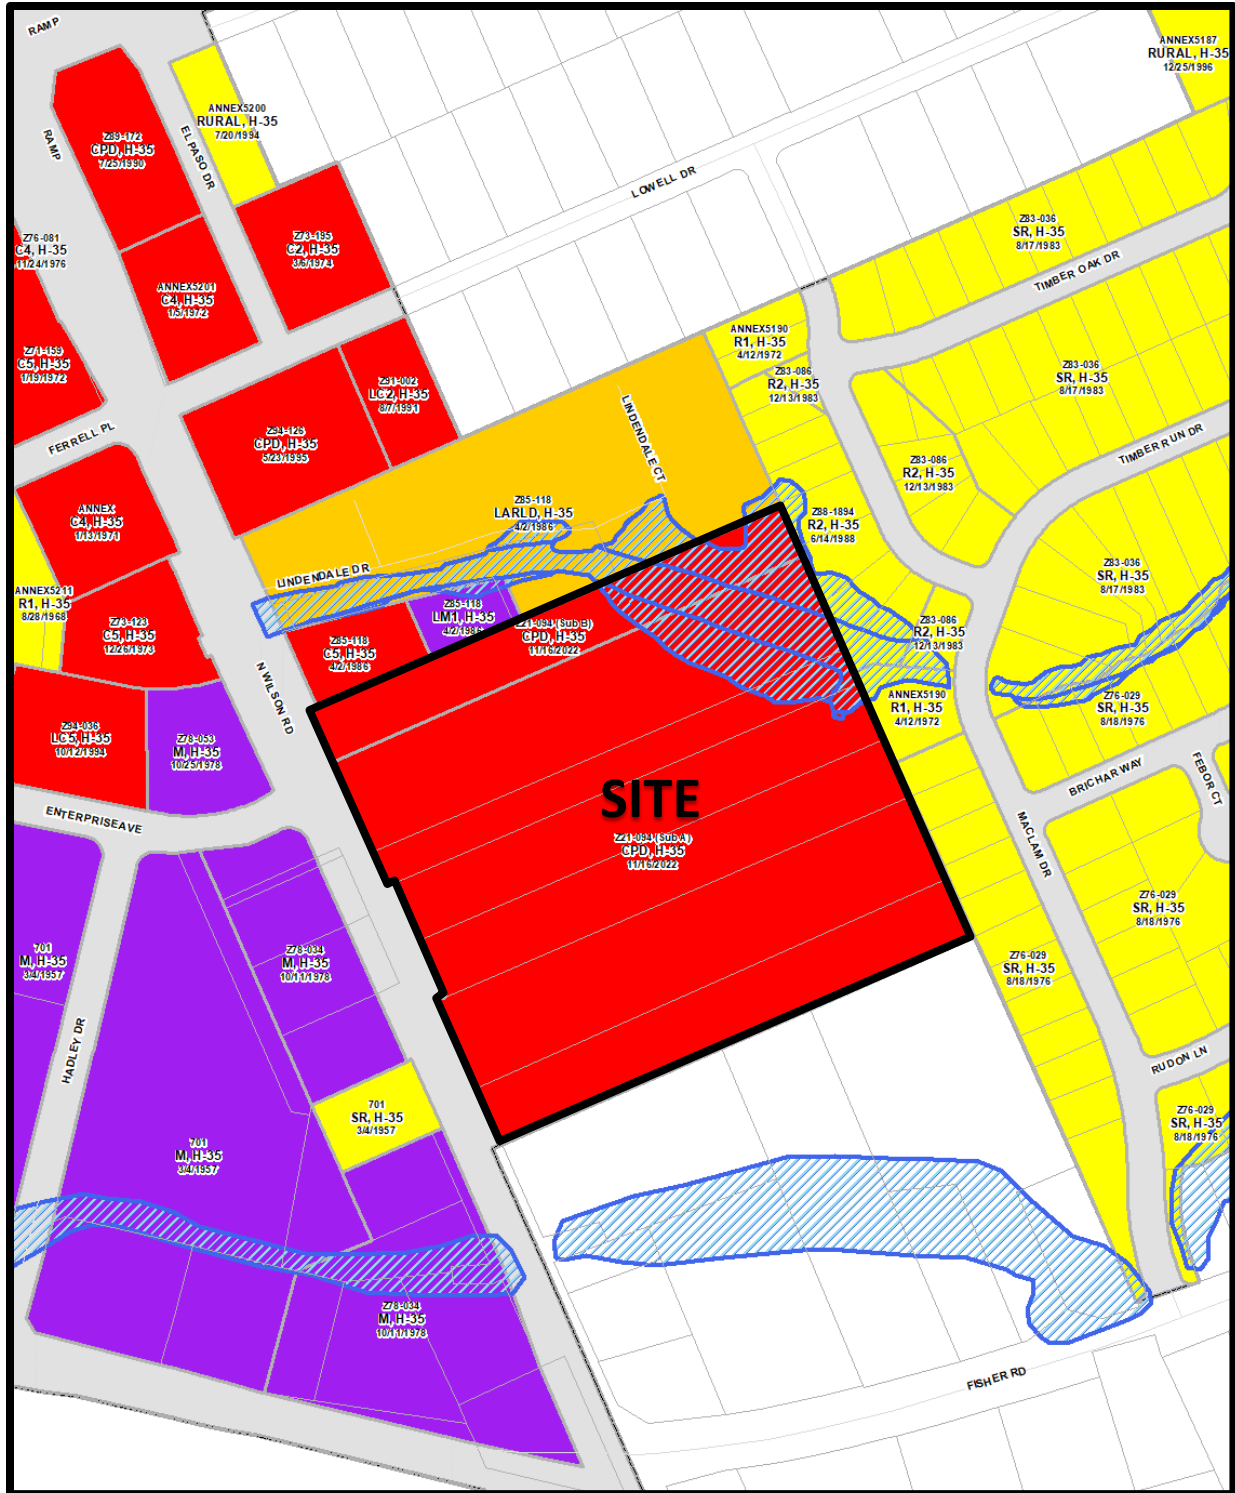 RAMP
ANNEX5187
RURAL, H-35
12/25/1996
ANNEX5200
RURAL, H-35
7/20/1994
Z89-172
CPD, H-35
7/25/1990
RAMP
EL PASO DR
LOWELL DR
Z76-081
C4, H-35
11/24/1976
Z73-195
C2, H-35
3/6/1974
Z83-036
SR, H-35
8/17/1983
TIMBER OAK DR
ANNEX5201
C4, H-35
1/5/1972
Z71-159
C5, H-35
1/19/1972
Z91-002
LC2, H-35
8/7/1991
ANNEX5190
R1, H-35
4/12/1972
Z83-086
R2, H-35
12/13/1983
Z83-036
SR, H-35
8/17/1983
FERRELL PL
Z94-126
CPD, H-35
5/23/1995
LINDENDALE CT
TIMBER RUN DR
Z83-086
R2, H-35
12/13/1983
ANNEX
C4, H-35
1/13/1971
Z85-118
LARLD, H-35
4/2/1986
Z88-1894
R2, H-35
6/14/1988
LINDENDALE DR
Z83-036
SR, H-35
8/17/1983
ANNEX5211
R1, H-35
8/28/1968
Z73-123
C5, H-35
12/26/1973
Z85-118
LM1, H-35
4/2/1986
Z85-118
C5, H-35
4/2/1986
Z21-094 (Sub B)
CPD, H-35
11/16/2022
Z83-086
R2, H-35
12/13/1983
N WILSON RD
ANNEX5190
R1, H-35
4/12/1972
Z76-029
SR, H-35
8/18/1976
Z94-036
LC5, H-35
10/12/1994
Z78-053
M, H-35
10/25/1978
SITE
Z21-094 (Sub A)
CPD, H-35
11/16/2022
BRICHAR WAY
FEBOR CT
ENTERPRISE AVE
MACLAM DR
Z76-029
SR, H-35
8/18/1976
701
M, H-35
3/4/1957
Z78-034
M, H-35
10/11/1978
Z76-029
SR, H-35
8/18/1976
HADLEY DR
RUDON LN
701
SR, H-35
3/4/1957
Z76-029
SR, H-35
8/18/1976
701
M, H-35
3/4/1957
Z78-034
M, H-35
10/11/1978
FISHER RD